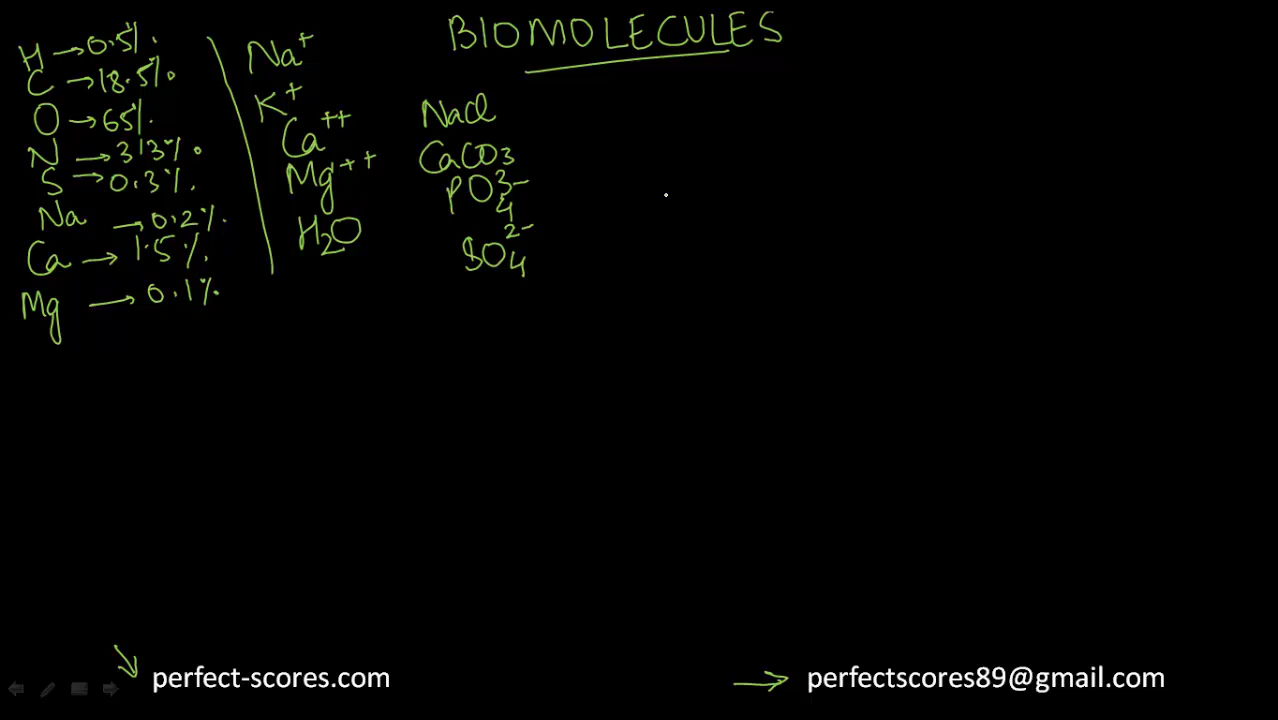 BIOMOLECULES
H → 0.5%.
C → 18.5%
O → 65%.
N → 3.3%
S → 0.3%.
Na → 0.2%.
Ca → 1.5%.
Mg → 0.1%.
Na⁺
K⁺
Ca⁺⁺
Mg⁺⁺
H₂O
NaCl
CaCO₃
PO₄³⁻
SO₄²⁻
perfect-scores.com
→ perfectscores89@gmail.com